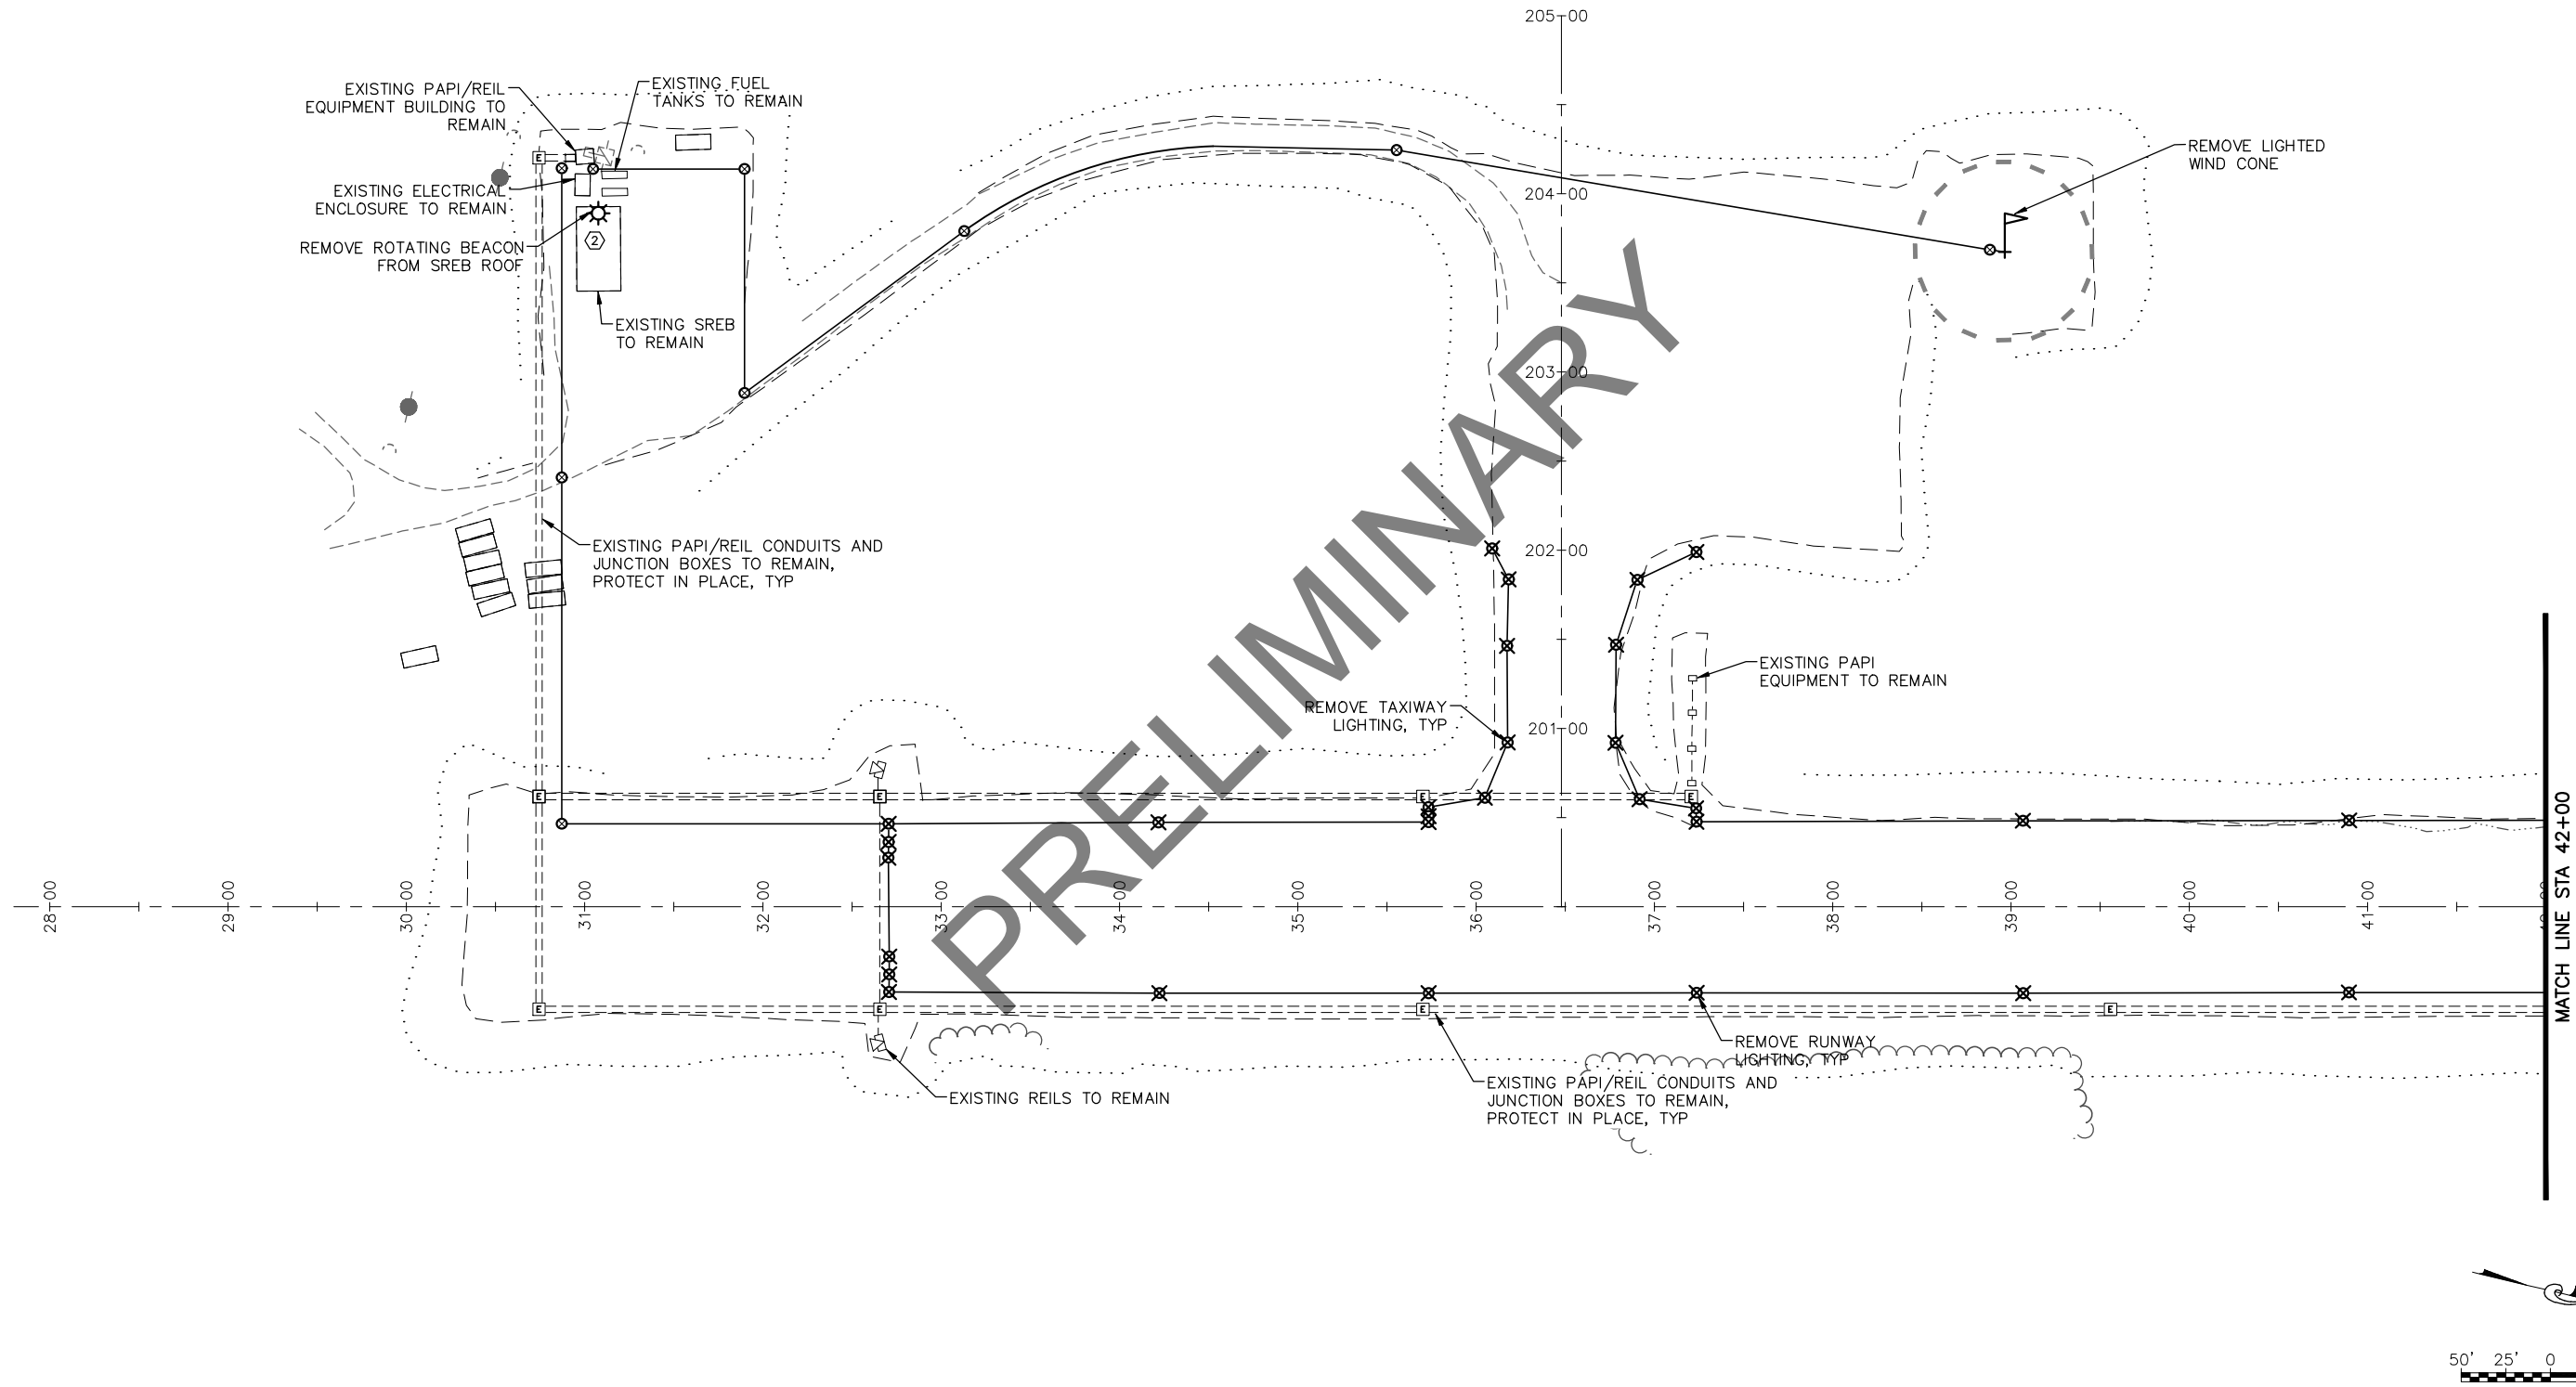 205+00
EXISTING PAPI/REIL
EQUIPMENT BUILDING TO
REMAIN
EXISTING FUEL
TANKS TO REMAIN
REMOVE LIGHTED
WIND CONE
E
EXISTING ELECTRICAL
ENCLOSURE TO REMAIN
204+00
REMOVE ROTATING BEACON
FROM SREB ROOF
2
EXISTING SREB
TO REMAIN
203+00
PRELIMINARY
EXISTING PAPI/REIL CONDUITS AND
JUNCTION BOXES TO REMAIN,
PROTECT IN PLACE, TYP
202+00
EXISTING PAPI
EQUIPMENT TO REMAIN
REMOVE TAXIWAY
LIGHTING, TYP
201+00
E
E
E
E
28+00
29+00
30+00
31+00
32+00
33+00
34+00
35+00
36+00
37+00
38+00
39+00
40+00
41+00
MATCH LINE STA 42+00
E
E
E
E
REMOVE RUNWAY
LIGHTING, TYP
EXISTING PAPI/REIL CONDUITS AND
JUNCTION BOXES TO REMAIN,
PROTECT IN PLACE, TYP
EXISTING REILS TO REMAIN
50' 25' 0